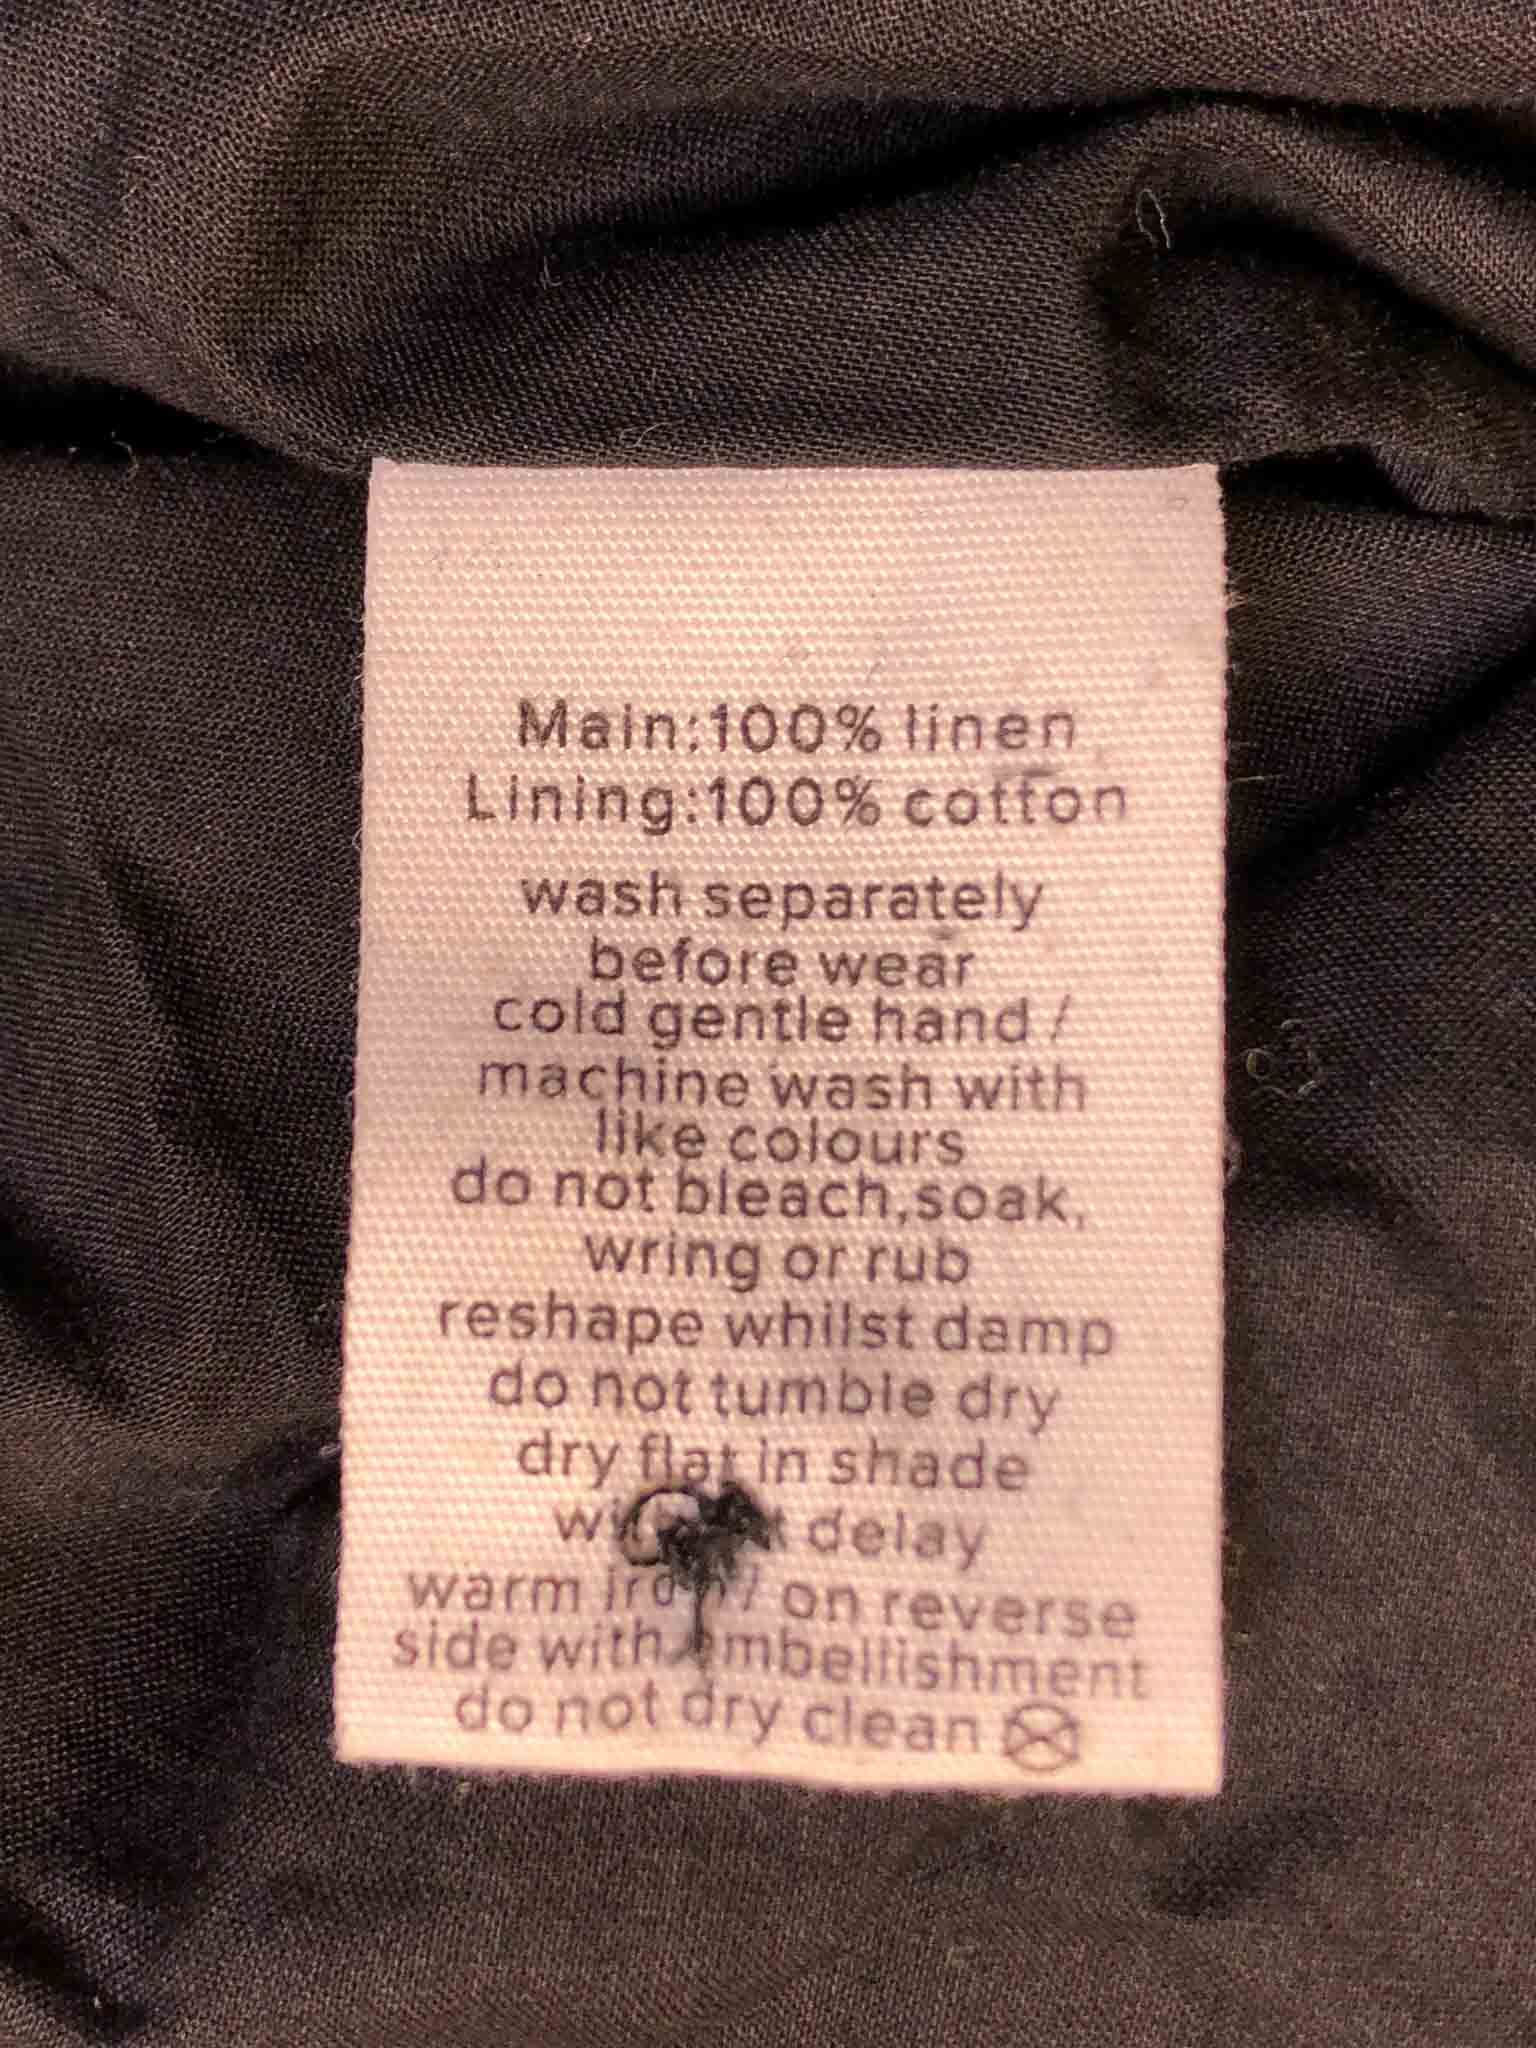 Main:100% linen
Lining:100% cotton
wash separately
before wear
cold gentle hand /
machine wash with
like colours
do not bleach,soak,
wring or rub
reshape whilst damp
do not tumble dry
dry flat in shade
delay
warm iron / on reverse
side with embellishment
do not dry clean